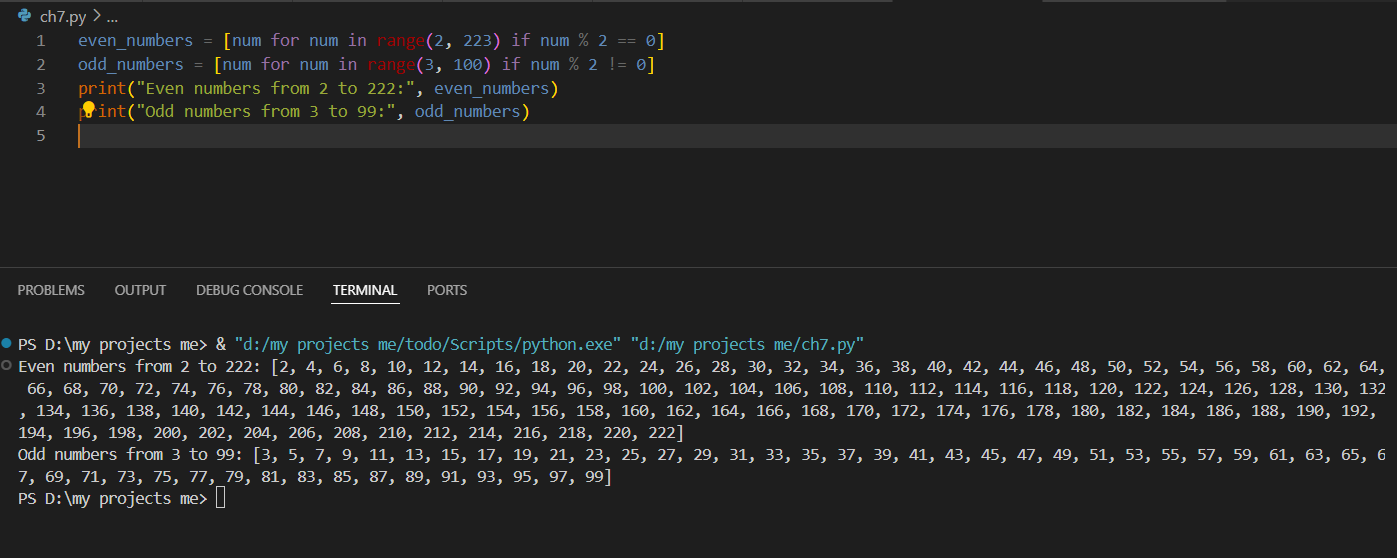 ch7.py > ...
1 even_numbers = [num for num in range(2, 223) if num % 2 == 0]
2 odd_numbers = [num for num in range(3, 100) if num % 2 != 0]
3 print("Even numbers from 2 to 222:", even_numbers)
4 print("Odd numbers from 3 to 99:", odd_numbers)
5
PROBLEMS OUTPUT DEBUG CONSOLE TERMINAL PORTS
PS D:\my projects me> & "d:/my projects me/todo/Scripts/python.exe" "d:/my projects me/ch7.py"
Even numbers from 2 to 222: [2, 4, 6, 8, 10, 12, 14, 16, 18, 20, 22, 24, 26, 28, 30, 32, 34, 36, 38, 40, 42, 44, 46, 48, 50, 52, 54, 56, 58, 60, 62, 64,
66, 68, 70, 72, 74, 76, 78, 80, 82, 84, 86, 88, 90, 92, 94, 96, 98, 100, 102, 104, 106, 108, 110, 112, 114, 116, 118, 120, 122, 124, 126, 128, 130, 132
, 134, 136, 138, 140, 142, 144, 146, 148, 150, 152, 154, 156, 158, 160, 162, 164, 166, 168, 170, 172, 174, 176, 178, 180, 182, 184, 186, 188, 190, 192,
194, 196, 198, 200, 202, 204, 206, 208, 210, 212, 214, 216, 218, 220, 222]
Odd numbers from 3 to 99: [3, 5, 7, 9, 11, 13, 15, 17, 19, 21, 23, 25, 27, 29, 31, 33, 35, 37, 39, 41, 43, 45, 47, 49, 51, 53, 55, 57, 59, 61, 63, 65, 6
7, 69, 71, 73, 75, 77, 79, 81, 83, 85, 87, 89, 91, 93, 95, 97, 99]
PS D:\my projects me>